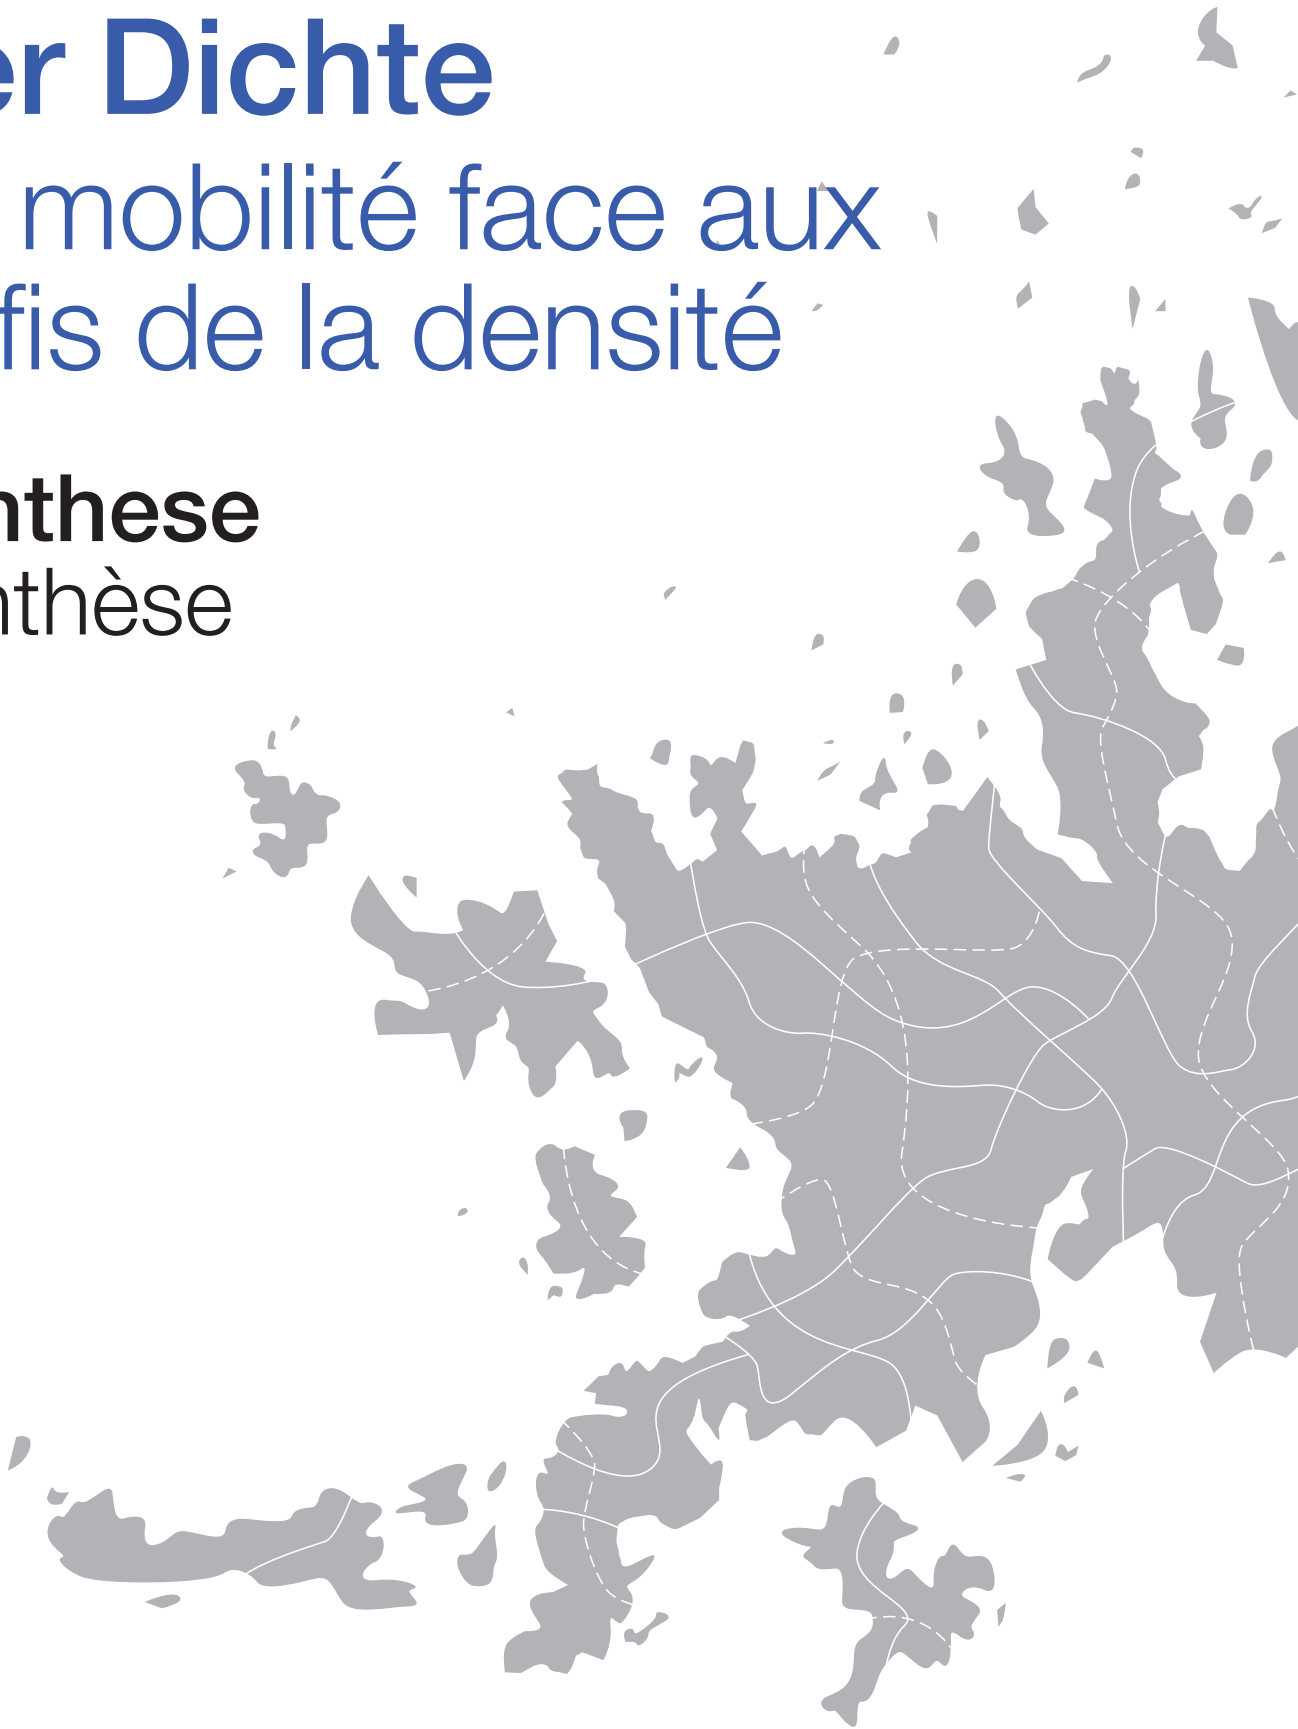 er Dichte
mobilité face aux
fis de la densité
nthese
nthèse